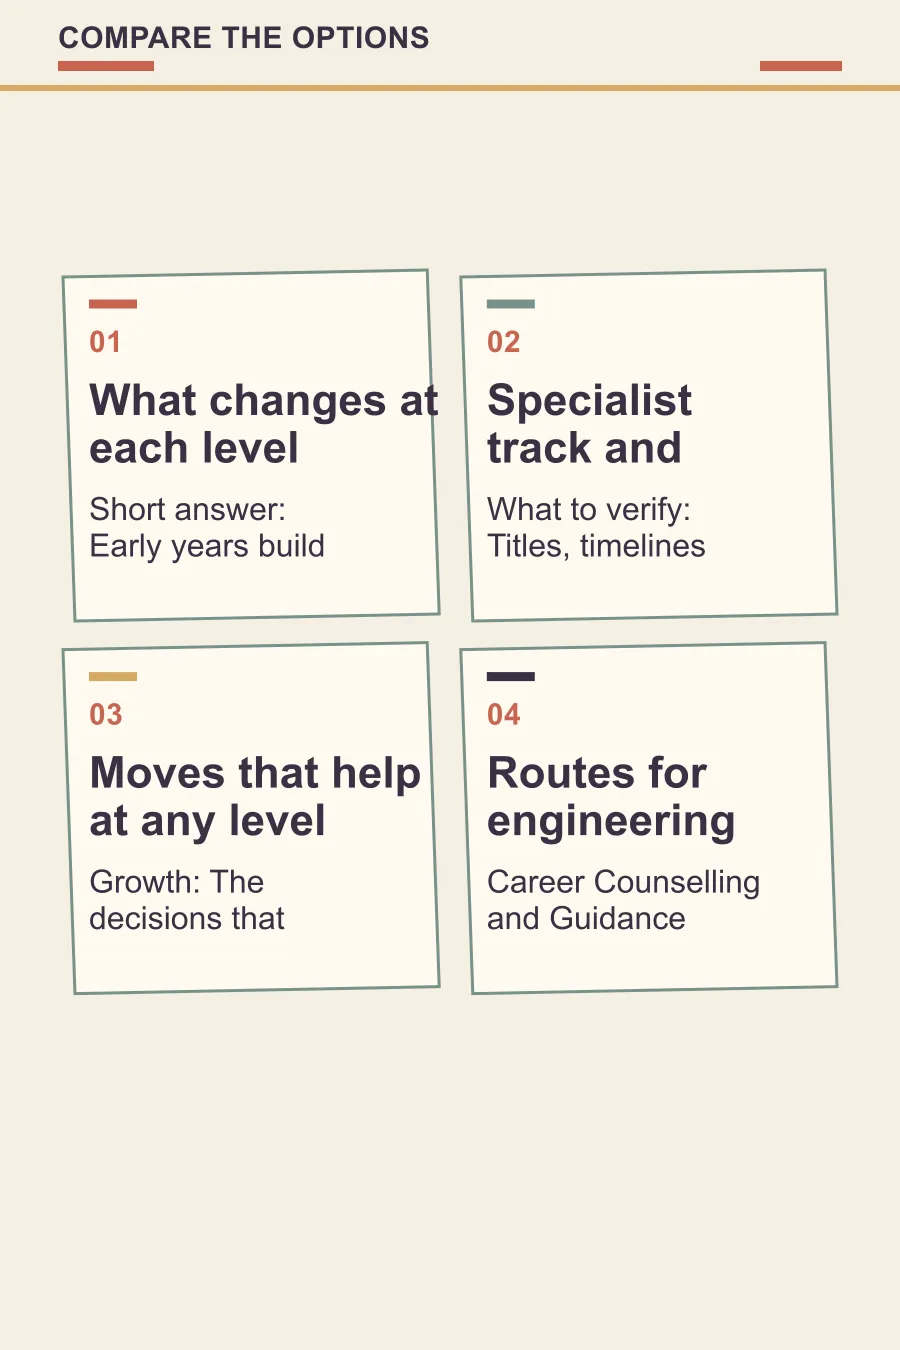 COMPARE THE OPTIONS
01
What changes at
each level
Short answer:
Early years build
02
Specialist
track and
What to verify:
Titles, timelines
03
Moves that help
at any level
Growth: The
decisions that
04
Routes for
engineering
Career Counselling
and Guidance